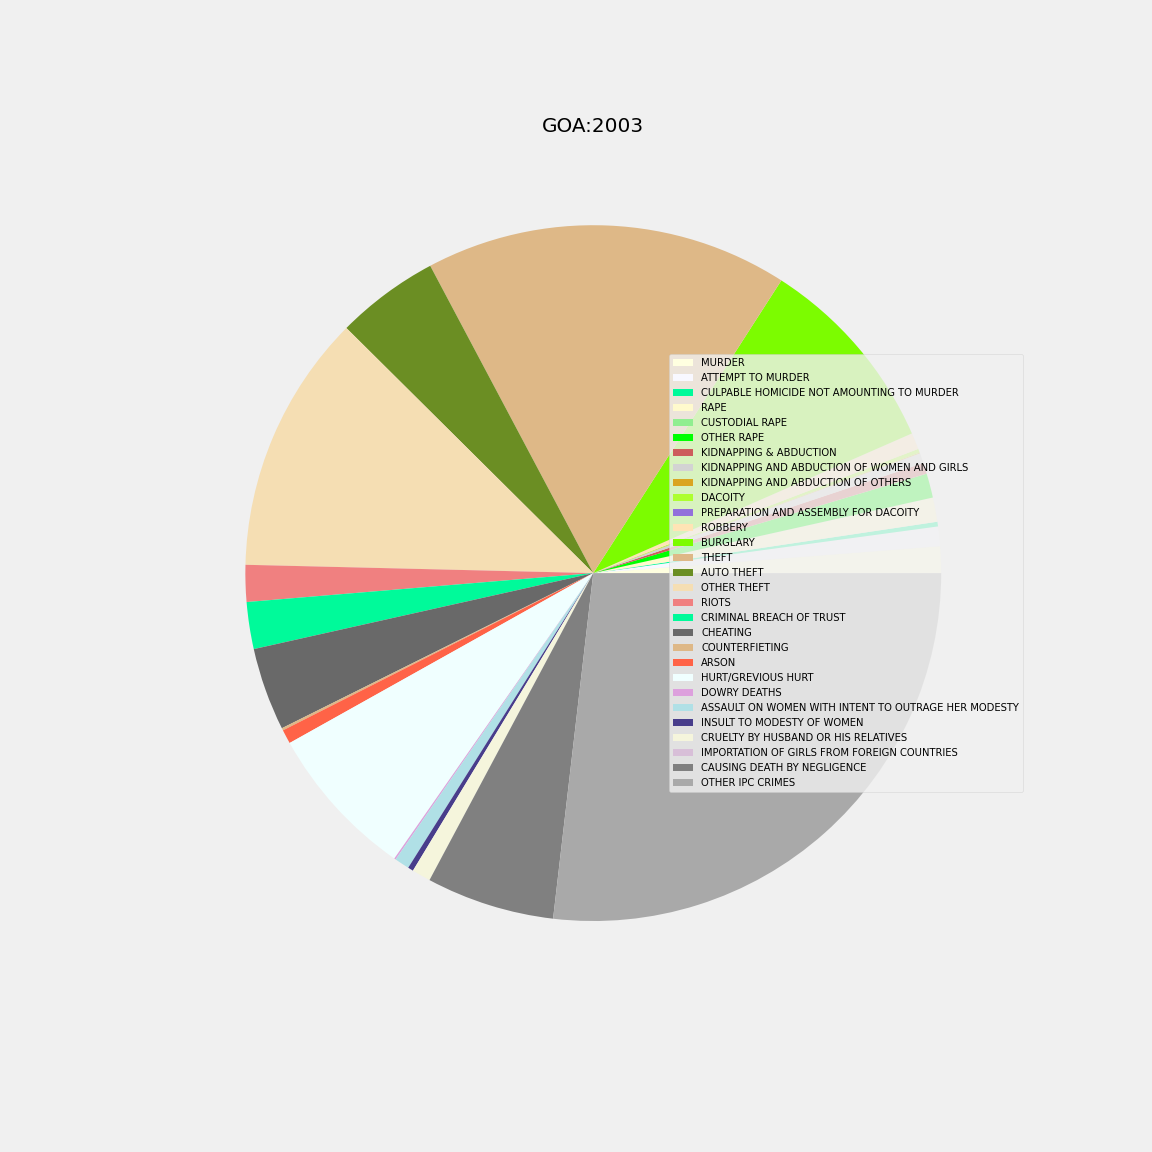 GOA:2003
MURDER
ATTEMPT TO MURDER
CULPABLE HOMICIDE NOT AMOUNTING TO MURDER
RAPE
CUSTODIAL RAPE
OTHER RAPE
KIDNAPPING & ABDUCTION
KIDNAPPING AND ABDUCTION OF WOMEN AND GIRLS
KIDNAPPING AND ABDUCTION OF OTHERS
DACOITY
PREPARATION AND ASSEMBLY FOR DACOITY
ROBBERY
BURGLARY
THEFT
AUTO THEFT
OTHER THEFT
RIOTS
CRIMINAL BREACH OF TRUST
CHEATING
COUNTERFIETING
ARSON
HURT/GREVIOUS HURT
DOWRY DEATHS
ASSAULT ON WOMEN WITH INTENT TO OUTRAGE HER MODESTY
INSULT TO MODESTY OF WOMEN
CRUELTY BY HUSBAND OR HIS RELATIVES
IMPORTATION OF GIRLS FROM FOREIGN COUNTRIES
CAUSING DEATH BY NEGLIGENCE
OTHER IPC CRIMES